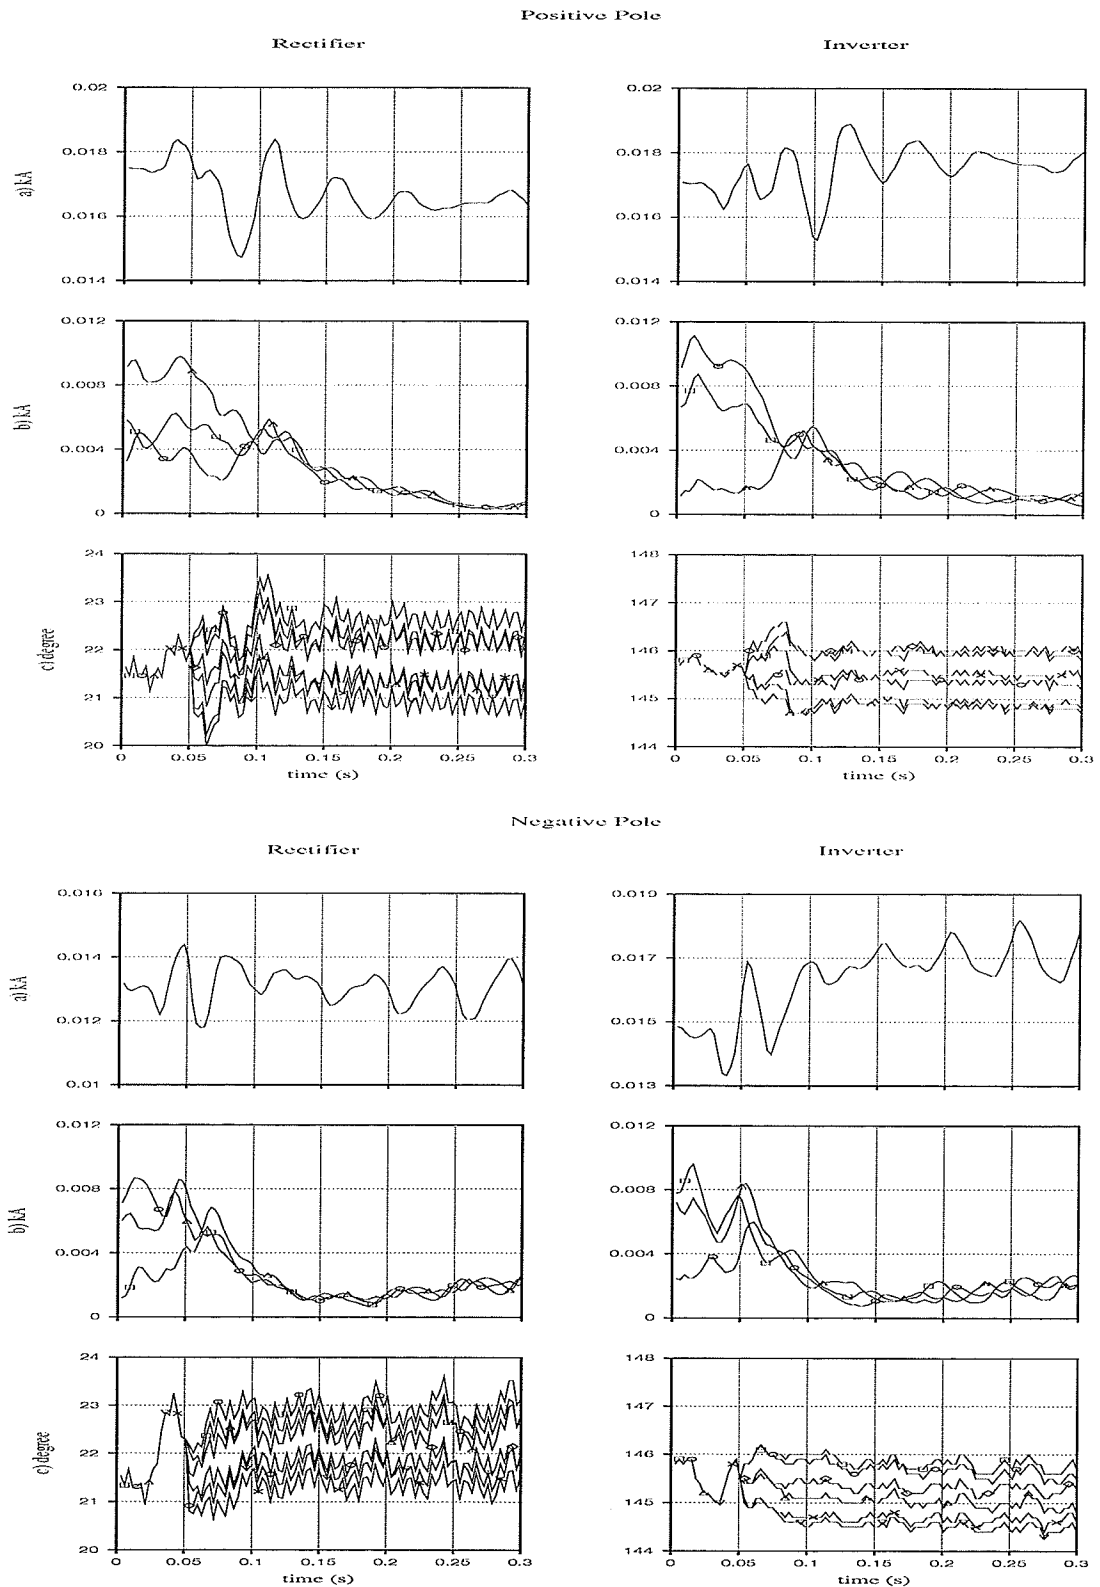 Positive Pole
Rectifier
Inverter
a) kA
0.02
0.018
0.016
0.014
0.02
0.018
0.016
0.014
b) kA
0.012
0.008
0.004
0
0.012
0.008
0.004
0
c) degree
24
23
22
21
20
0 0.05 0.1 0.15 0.2 0.25 0.3
time (s)
148
147
146
145
144
0 0.05 0.1 0.15 0.2 0.25 0.3
time (s)
Negative Pole
Rectifier
Inverter
a) kA
0.016
0.014
0.012
0.01
0.019
0.017
0.015
0.013
b) kA
0.012
0.008
0.004
0
0.012
0.008
0.004
0
c) degree
24
23
22
21
20
0 0.05 0.1 0.15 0.2 0.25 0.3
time (s)
148
147
146
145
144
0 0.05 0.1 0.15 0.2 0.25 0.3
time (s)